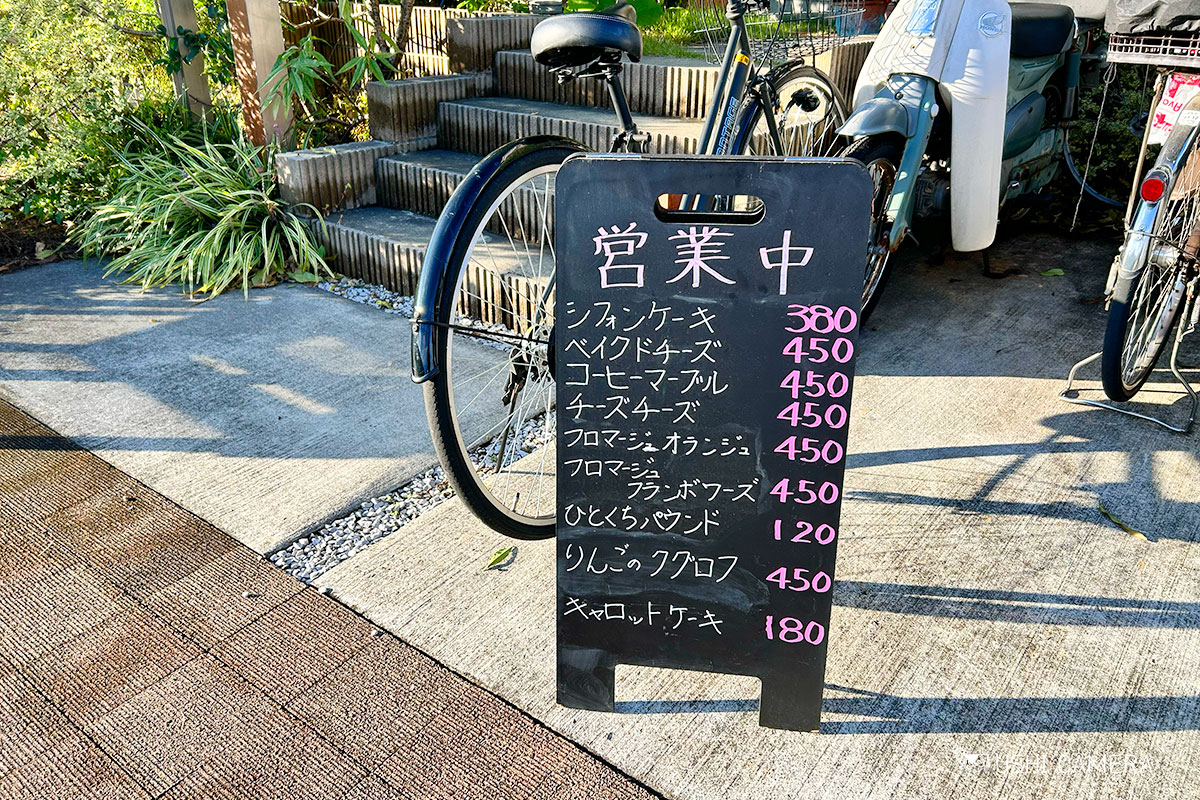 営業中
シフォンケーキ 380
ベイクドチーズ 450
コーヒーマーブル 450
チーズチーズ 450
フロマージュオランジュ 450
フロマージュ
フランボワーズ 450
ひとくちパウンド 120
りんごのクグロフ 450
キャロットケーキ 180
USHI CAMERA